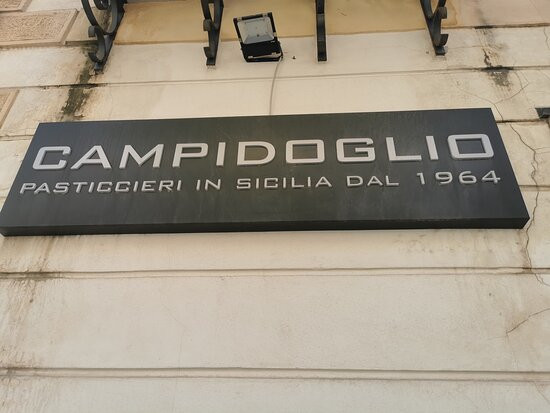 CAMPIDOGLIO
PASTICCIERI IN SICILIA DAL 1964